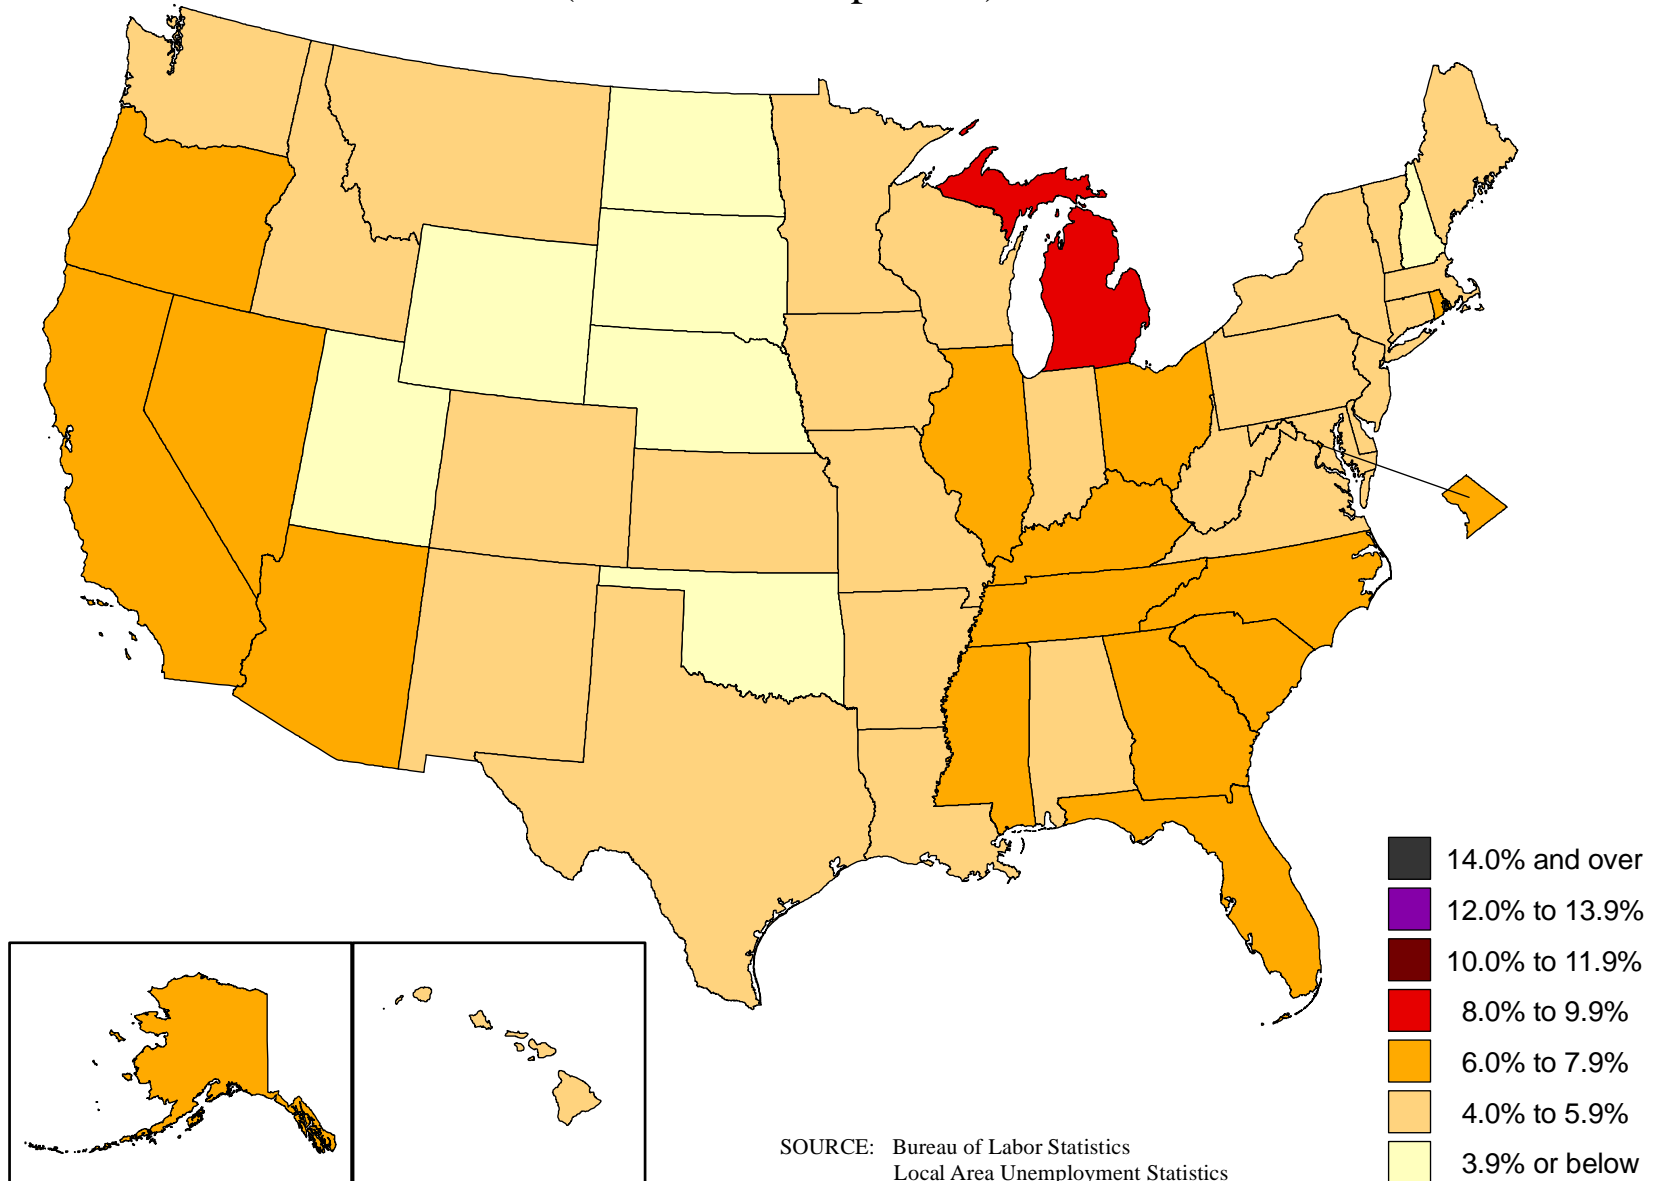 14.0% and over
12.0% to 13.9%
10.0% to 11.9%
8.0% to 9.9%
6.0% to 7.9%
4.0% to 5.9%
3.9% or below
SOURCE: Bureau of Labor Statistics
Local Area Unemployment Statistics